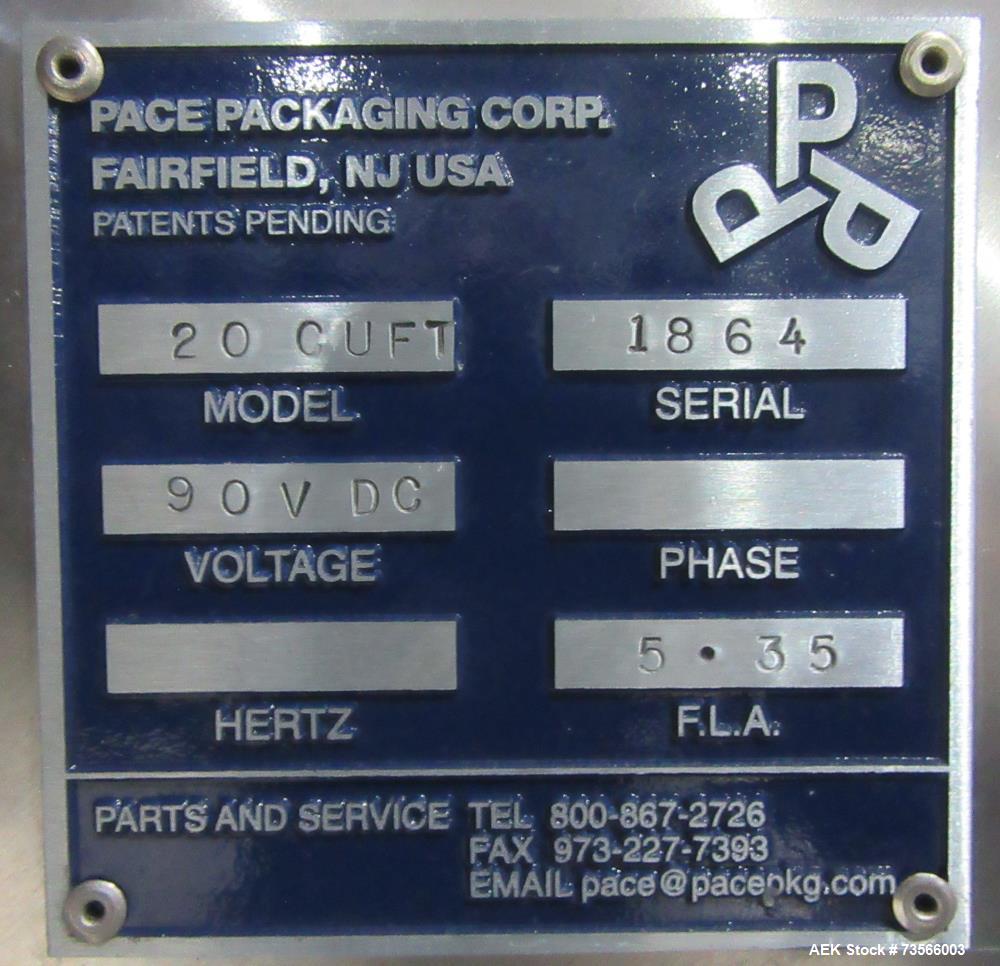 PACE PACKAGING CORP.
FAIRFIELD, NJ USA
PATENTS PENDING
PPP
20 CUFT 1864
MODEL SERIAL
90V DC
VOLTAGE PHASE
5.35
HERTZ F.L.A.
PARTS AND SERVICE TEL 800-867-2726
FAX 973-227-7393
EMAIL pace@pacepkg.com
AEK Stock # 73566003